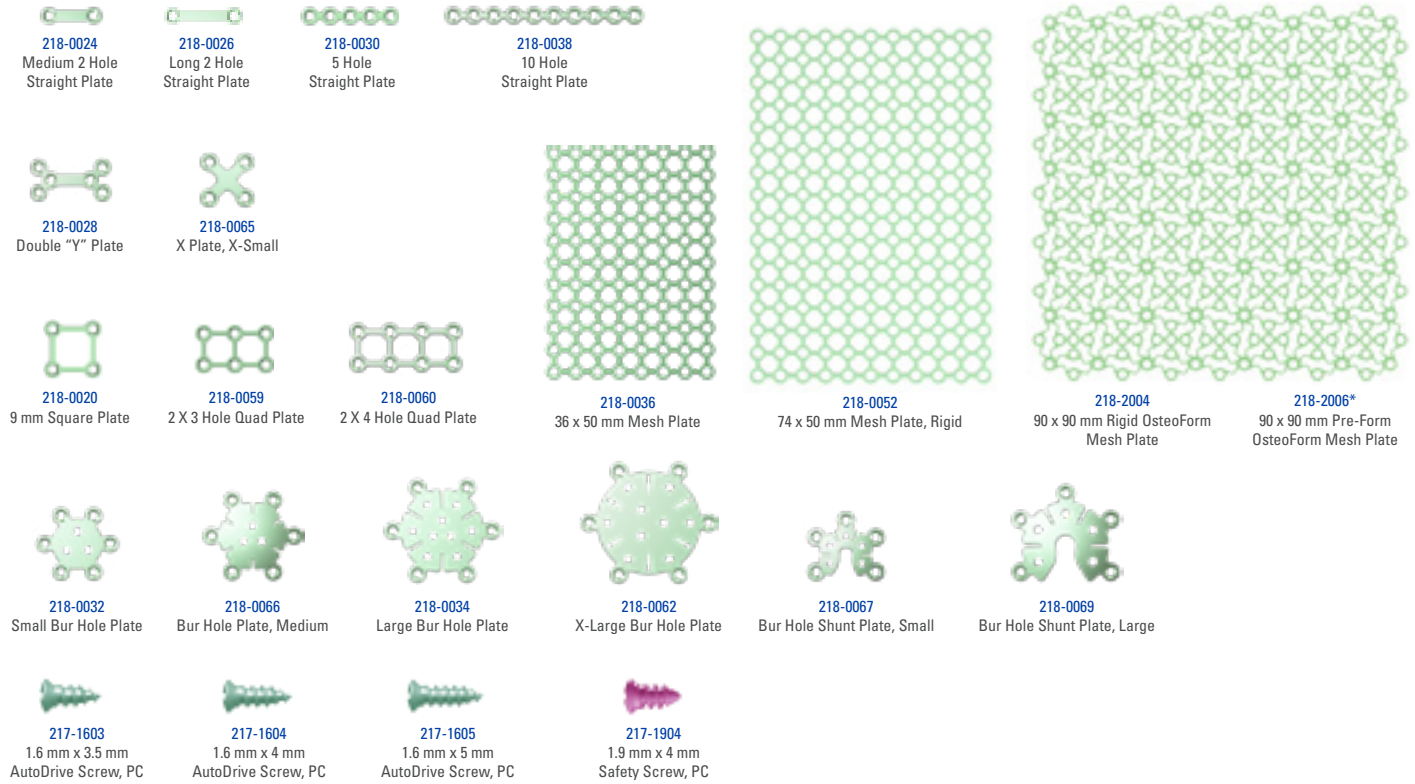 218-0024
Medium 2 Hole
Straight Plate
218-0026
Long 2 Hole
Straight Plate
218-0030
5 Hole
Straight Plate
218-0038
10 Hole
Straight Plate
218-0028
Double “Y” Plate
218-0065
X Plate, X-Small
218-0020
9 mm Square Plate
218-0059
2 X 3 Hole Quad Plate
218-0060
2 X 4 Hole Quad Plate
218-0036
36 x 50 mm Mesh Plate
218-0052
74 x 50 mm Mesh Plate, Rigid
218-2004
90 x 90 mm Rigid OsteoForm
Mesh Plate
218-2006*
90 x 90 mm Pre-Form
OsteoForm Mesh Plate
218-0032
Small Bur Hole Plate
218-0066
Bur Hole Plate, Medium
218-0034
Large Bur Hole Plate
218-0062
X-Large Bur Hole Plate
218-0067
Bur Hole Shunt Plate, Small
218-0069
Bur Hole Shunt Plate, Large
217-1603
1.6 mm x 3.5 mm
AutoDrive Screw, PC
217-1604
1.6 mm x 4 mm
AutoDrive Screw, PC
217-1605
1.6 mm x 5 mm
AutoDrive Screw, PC
217-1904
1.9 mm x 4 mm
Safety Screw, PC